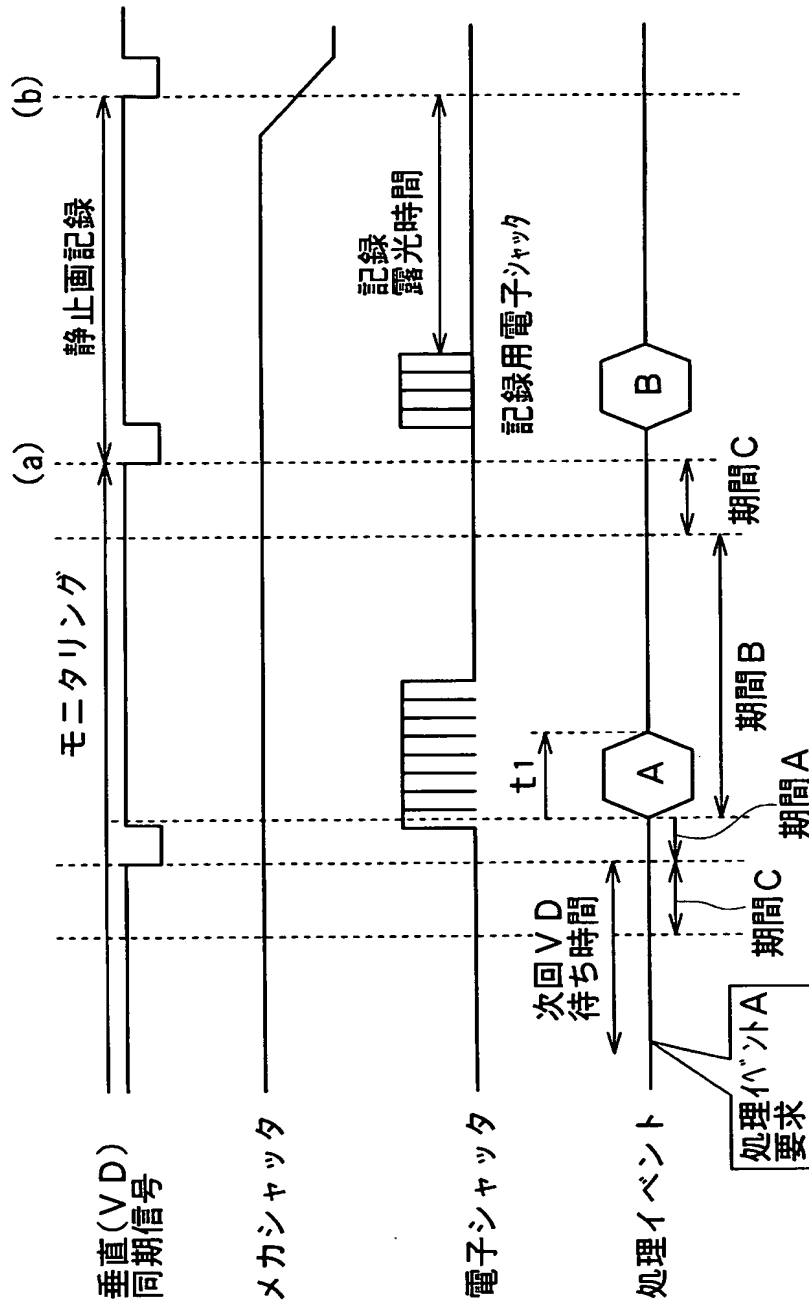 (a)
(b)
モニタリング
静止画記録
垂直(VD)
同期信号
メカシャッタ
記録
露光時間
電子シャッタ
記録用電子シャッタ
t1
A
B
処理イベント
次回VD
待ち時間
期間C
期間A
期間B
期間C
処理イベントA
要求